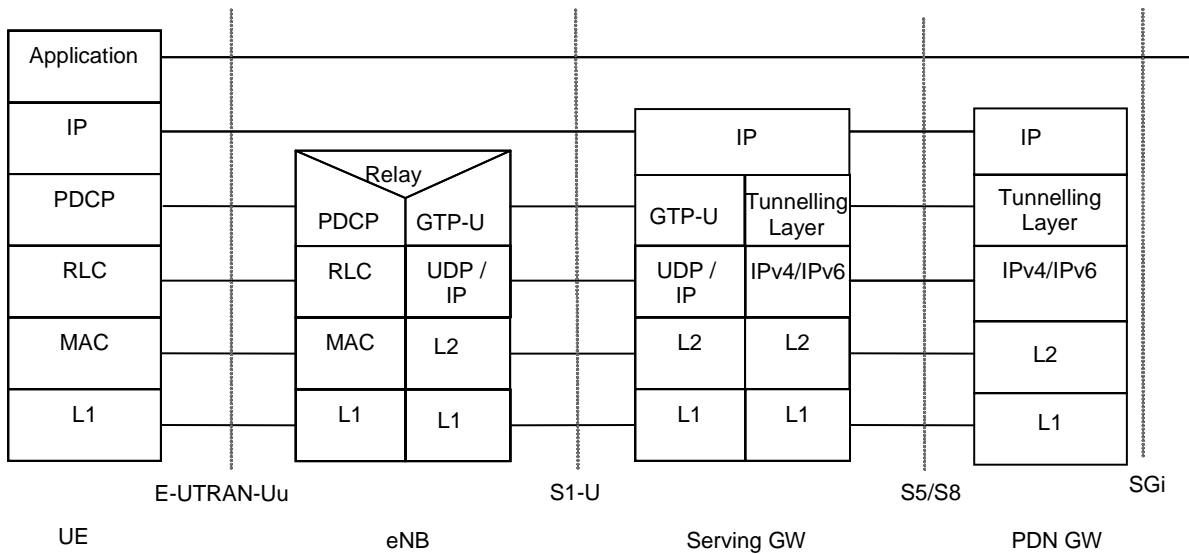 Application
IP
PDCP
RLC
MAC
L1
Relay
PDCP
GTP-U
RLC
UDP /
IP
MAC
L2
L1
L1
IP
GTP-U
Tunnelling
Layer
UDP /
IP
IPv4/IPv6
L2
L2
L1
L1
IP
Tunnelling
Layer
IPv4/IPv6
L2
L1
E-UTRAN-Uu
S1-U
S5/S8
SGi
UE
eNB
Serving GW
PDN GW